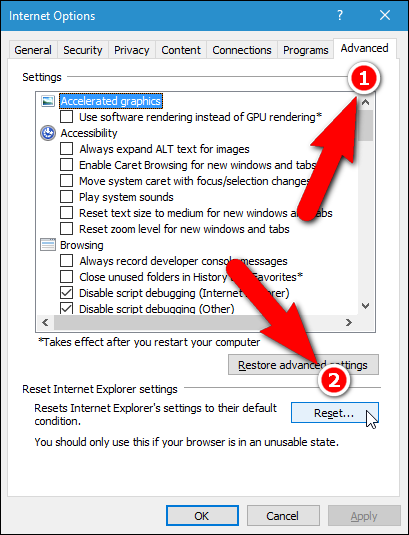 Internet Options ? ×
General Security Privacy Content Connections Programs Advanced
Settings
1
Accelerated graphics
Use software rendering instead of GPU rendering*
Accessibility
Always expand ALT text for images
Enable Caret Browsing for new windows and tabs
Move system caret with focus/selection changes
Play system sounds
Reset text size to medium for new windows and tabs
Reset zoom level for new windows and tabs
Browsing
Always record developer console messages
Close unused folders in History and Favorites*
Disable script debugging (Internet Explorer)
Disable script debugging (Other)
*Takes effect after you restart your computer
Restore advanced settings
2
Reset Internet Explorer settings
Resets Internet Explorer's settings to their default
condition.
Reset...
You should only use this if your browser is in an unusable state.
OK Cancel Apply